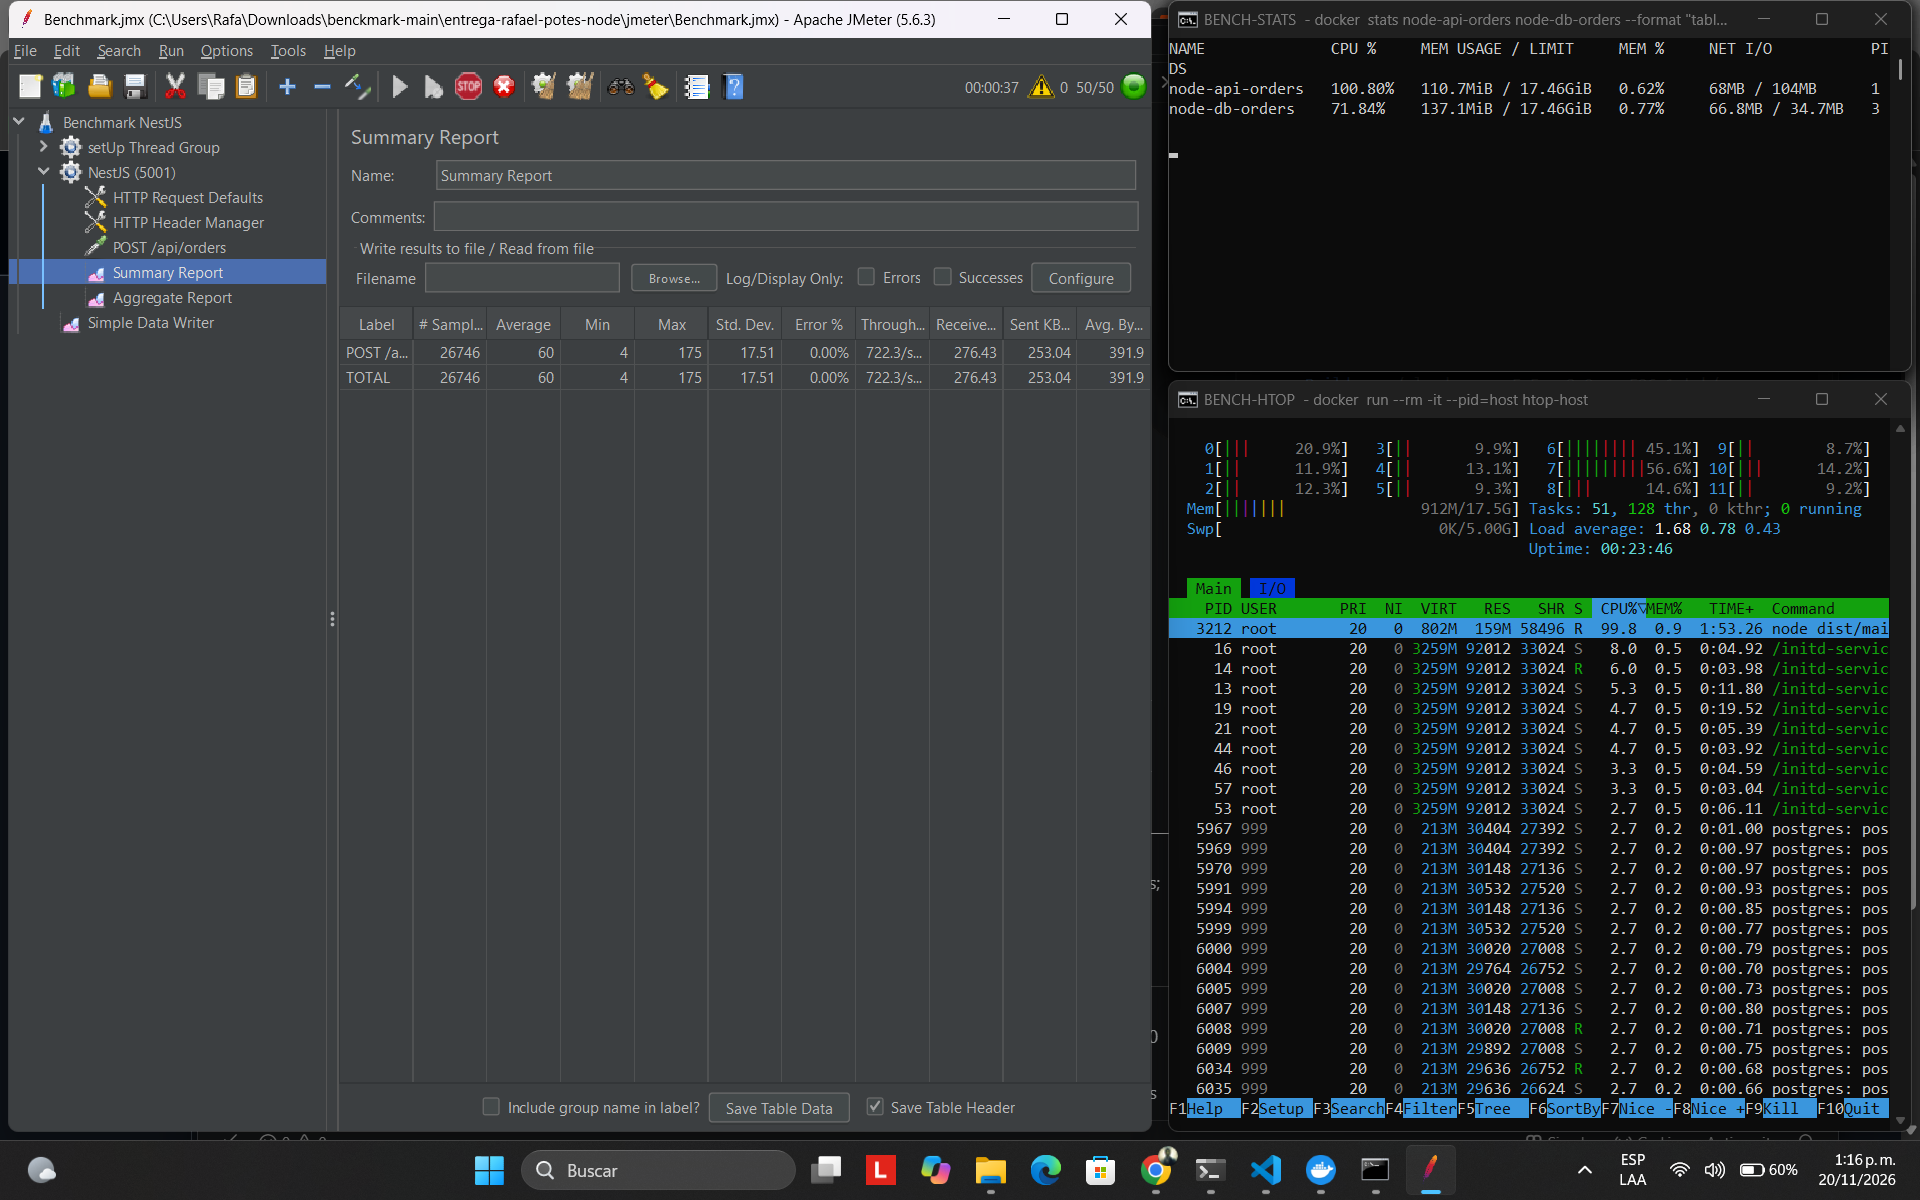 Benchmark.jmx (C:\Users\Rafa\Downloads\benckmark-main\entrega-rafael-potes-node\jmeter\Benchmark.jmx) - Apache JMeter (5.6.3)
File Edit Search Run Options Tools Help
00:00:37 0 50/50
Benchmark NestJS
setUp Thread Group
NestJS (5001)
HTTP Request Defaults
HTTP Header Manager
POST /api/orders
Summary Report
Aggregate Report
Simple Data Writer
Summary Report
Name: Summary Report
Comments:
Write results to file / Read from file
Filename Browse... Log/Display Only: Errors Successes Configure
Label # Sampl... Average Min Max Std. Dev. Error % Through... Receive... Sent KB... Avg. By...
POST /a... 26746 60 4 175 17.51 0.00% 722.3/s... 276.43 253.04 391.9
TOTAL 26746 60 4 175 17.51 0.00% 722.3/s... 276.43 253.04 391.9
Include group name in label? Save Table Data Save Table Header
BENCH-STATS - docker stats node-api-orders node-db-orders --format "tabl...
NAME CPU % MEM USAGE / LIMIT MEM % NET I/O PI
DS
node-api-orders 100.80% 110.7MiB / 17.46GiB 0.62% 68MB / 104MB 1
node-db-orders 71.84% 137.1MiB / 17.46GiB 0.77% 66.8MB / 34.7MB 3
BENCH-HTOP - docker run --rm -it --pid=host htop-host
0[||| 20.9%] 3[|| 9.9%] 6[|||||||| 45.1%] 9[|| 8.7%]
1[|| 11.9%] 4[|| 13.1%] 7[|||||||||56.6%] 10[||| 14.2%]
2[|| 12.3%] 5[|| 9.3%] 8[||| 14.6%] 11[|| 9.2%]
Mem[||||||| 912M/17.5G] Tasks: 51, 128 thr, 0 kthr; 0 running
Swp[ 0K/5.00G] Load average: 1.68 0.78 0.43
Uptime: 00:23:46
Main I/O
PID USER PRI NI VIRT RES SHR S CPU%▽MEM% TIME+ Command
3212 root 20 0 802M 159M 58496 R 99.8 0.9 1:53.26 node dist/mai
16 root 20 0 3259M 92012 33024 S 8.0 0.5 0:04.92 /initd-servic
14 root 20 0 3259M 92012 33024 R 6.0 0.5 0:03.98 /initd-servic
13 root 20 0 3259M 92012 33024 S 5.3 0.5 0:11.80 /initd-servic
19 root 20 0 3259M 92012 33024 S 4.7 0.5 0:19.52 /initd-servic
21 root 20 0 3259M 92012 33024 S 4.7 0.5 0:05.39 /initd-servic
44 root 20 0 3259M 92012 33024 S 4.7 0.5 0:03.92 /initd-servic
46 root 20 0 3259M 92012 33024 S 3.3 0.5 0:04.59 /initd-servic
57 root 20 0 3259M 92012 33024 S 3.3 0.5 0:03.04 /initd-servic
53 root 20 0 3259M 92012 33024 S 2.7 0.5 0:06.11 /initd-servic
5967 999 20 0 213M 30404 27392 S 2.7 0.2 0:01.00 postgres: pos
5969 999 20 0 213M 30404 27392 S 2.7 0.2 0:00.97 postgres: pos
5970 999 20 0 213M 30148 27136 S 2.7 0.2 0:00.97 postgres: pos
5991 999 20 0 213M 30532 27520 S 2.7 0.2 0:00.93 postgres: pos
5994 999 20 0 213M 30148 27136 S 2.7 0.2 0:00.85 postgres: pos
5999 999 20 0 213M 30532 27520 S 2.7 0.2 0:00.77 postgres: pos
6000 999 20 0 213M 30020 27008 S 2.7 0.2 0:00.79 postgres: pos
6004 999 20 0 213M 29764 26752 S 2.7 0.2 0:00.70 postgres: pos
6005 999 20 0 213M 30020 27008 S 2.7 0.2 0:00.73 postgres: pos
6007 999 20 0 213M 30148 27136 S 2.7 0.2 0:00.80 postgres: pos
6008 999 20 0 213M 30020 27008 R 2.7 0.2 0:00.71 postgres: pos
6009 999 20 0 213M 29892 27008 S 2.7 0.2 0:00.75 postgres: pos
6034 999 20 0 213M 29636 26752 R 2.7 0.2 0:00.68 postgres: pos
6035 999 20 0 213M 29636 26624 S 2.7 0.2 0:00.66 postgres: pos
F1Help F2Setup F3SearchF4FilterF5Tree F6SortByF7Nice -F8Nice +F9Kill F10Quit
Buscar
ESP
LAA
60%
1:16 p. m.
20/11/2026